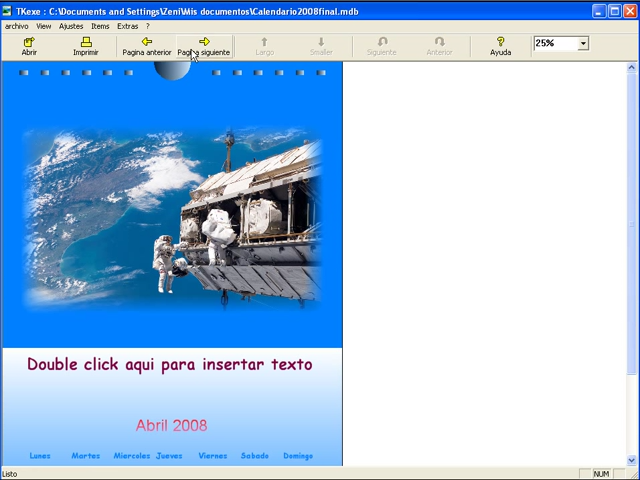 TKexe : C:\Documents and Settings\Zeni\Mis documentos\Calendario2008final.mdb
archivo View Ajustes Items Extras ?
Abrir Imprimir Pagina anterior Pagina siguiente Largo Smaller Siguiente Anterior Ayuda 25%
Double click aqui para insertar texto
Abril 2008
Lunes Martes Miercoles Jueves Viernes Sabado Domingo
Listo NUM